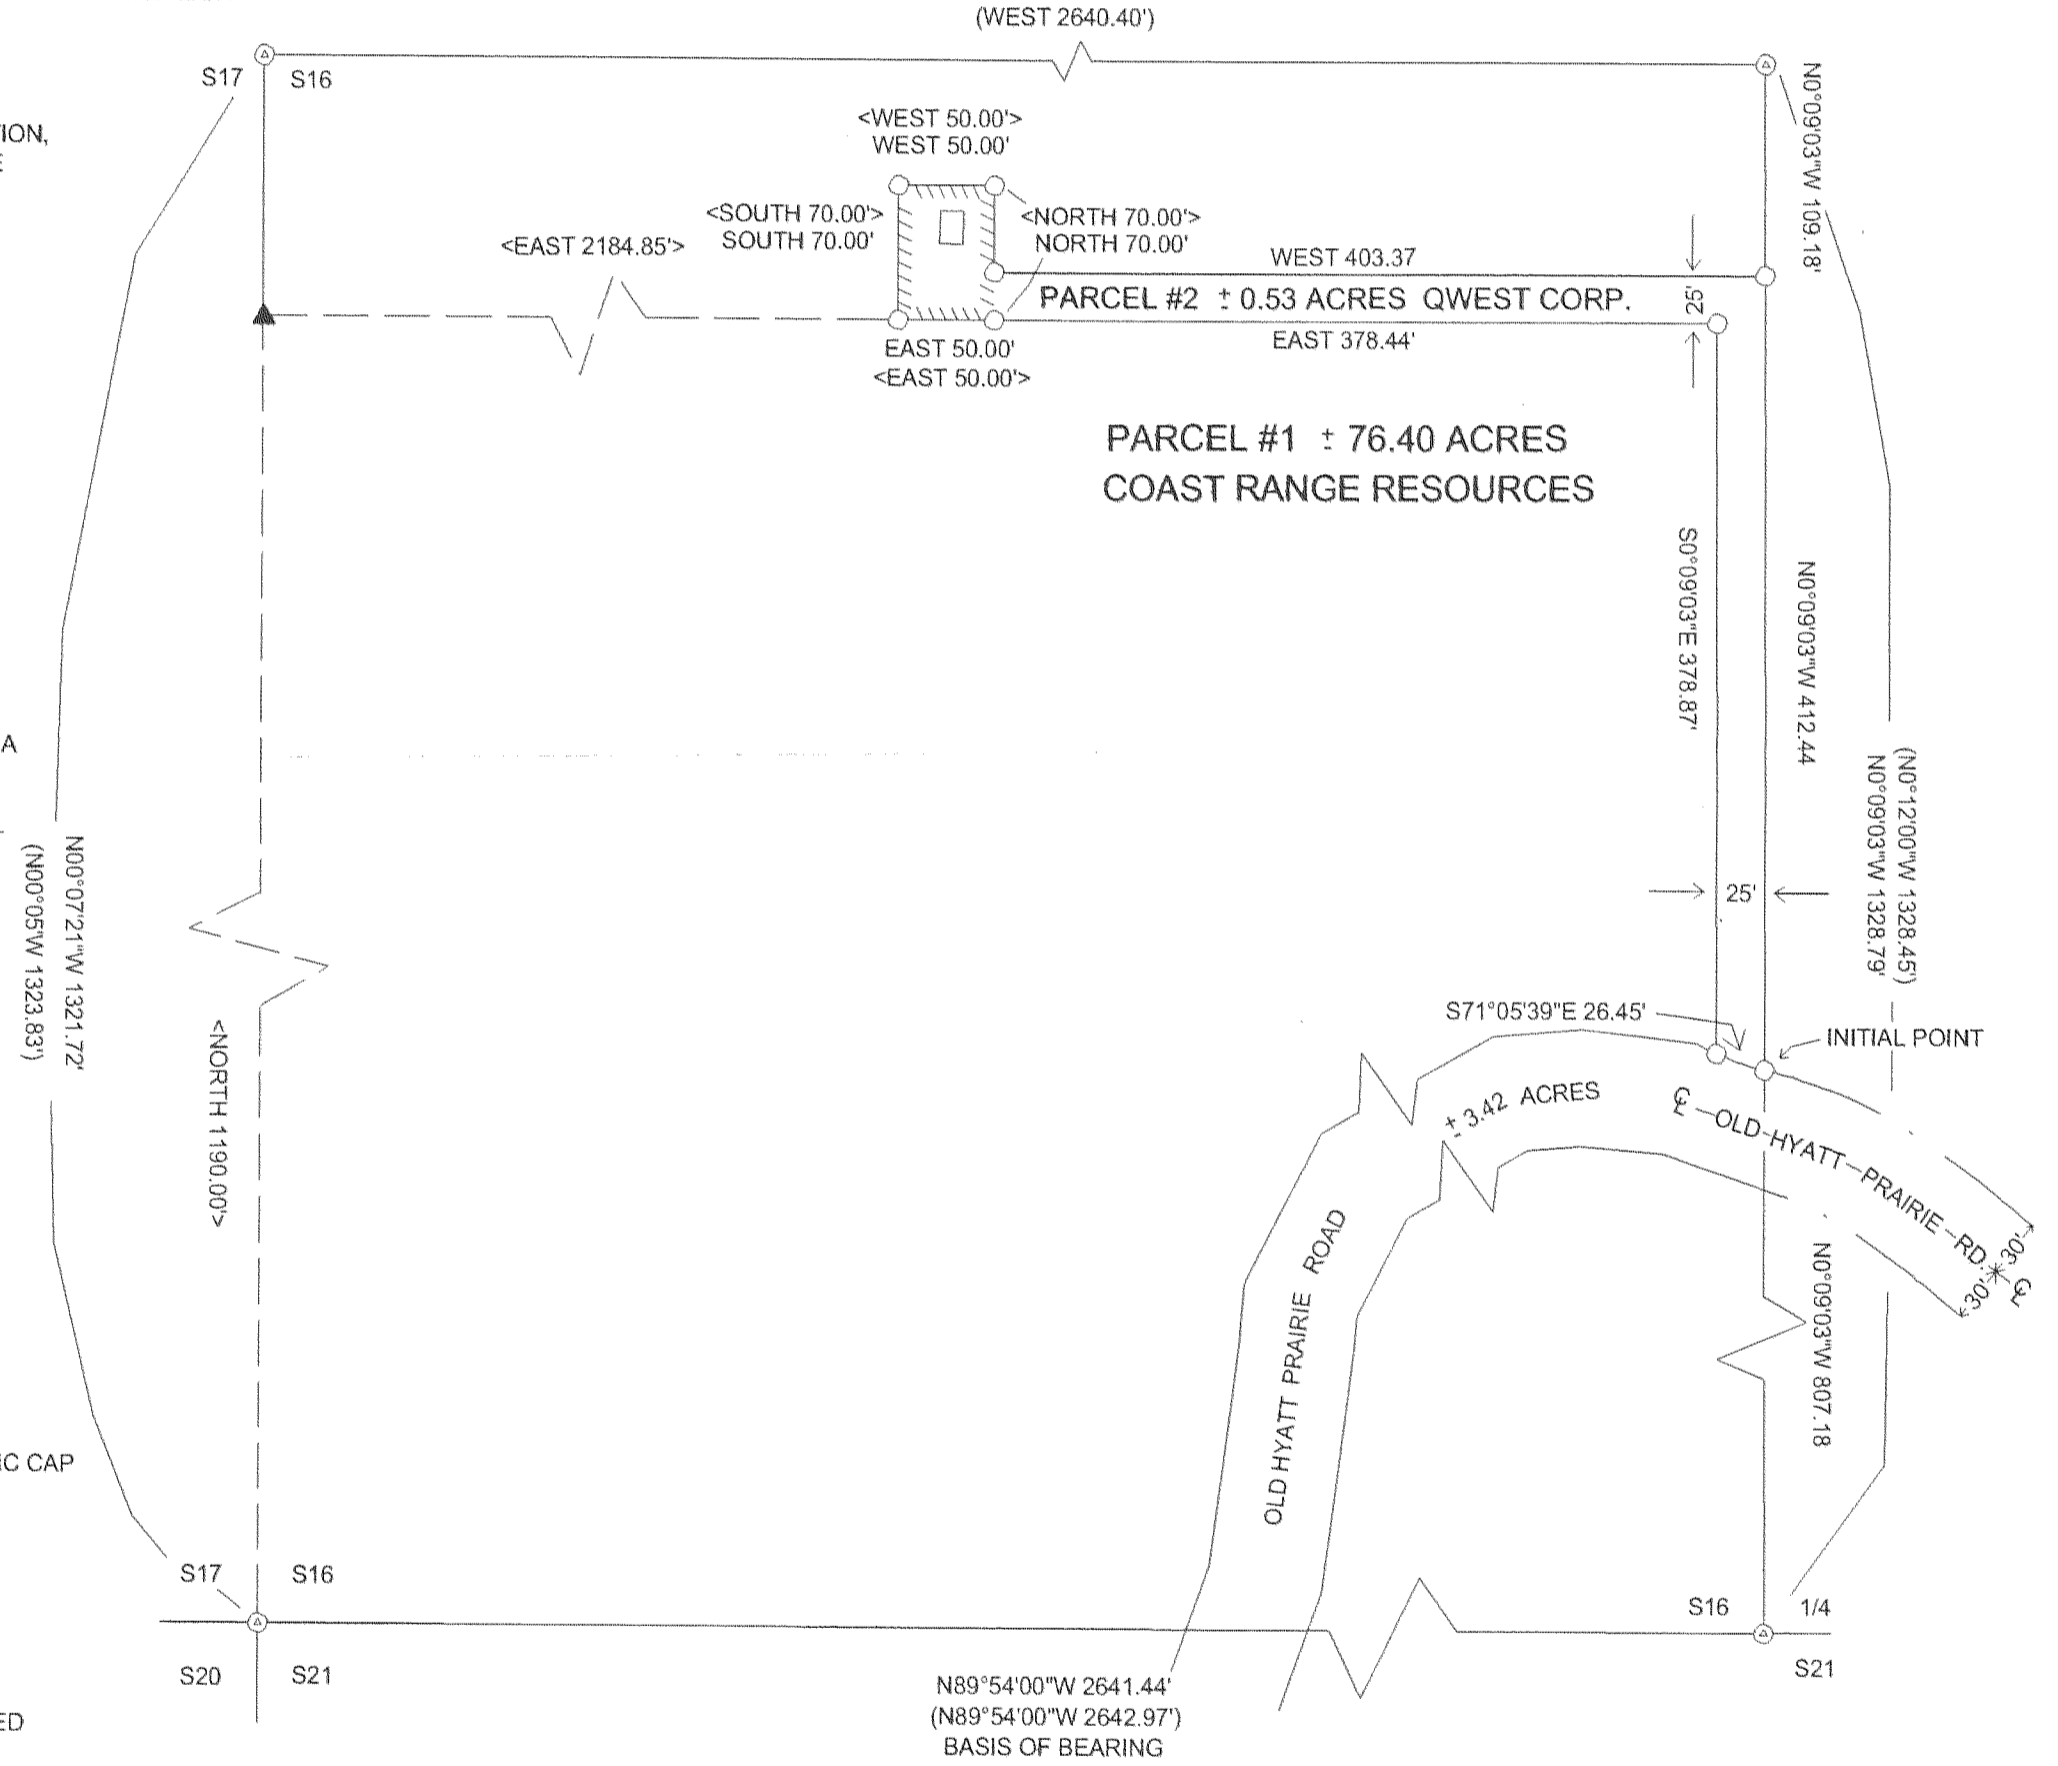 (WEST 2640.40')
S17
S16
ION,
<WEST 50.00'>
WEST 50.00'
N0°09'03"W 109.18'
<SOUTH 70.00'>
SOUTH 70.00'
<NORTH 70.00'>
NORTH 70.00'
<EAST 2184.85'>
WEST 403.37
PARCEL #2 ± 0.53 ACRES QWEST CORP.
25'
EAST 378.44'
EAST 50.00'
<EAST 50.00'>
PARCEL #1 ± 76.40 ACRES
COAST RANGE RESOURCES
S0°09'03"E 378.87'
N0°09'03"W 412.44
A
(N0°12'00"W 1328.45')
N0°09'03"W 1328.79'
N00°07'21"W 1321.72'
(N00°05'W 1323.83')
25'
<NORTH 1190.00'>
S71°05'39"E 26.45'
INITIAL POINT
± 3.42 ACRES
℄ OLD HYATT PRAIRIE RD.
30'
30'
℄
OLD HYATT PRAIRIE ROAD
N0°09'03"W 807.18
IC CAP
S17
S16
S16
1/4
S20
S21
S21
N89°54'00"W 2641.44'
(N89°54'00"W 2642.97')
BASIS OF BEARING
ED